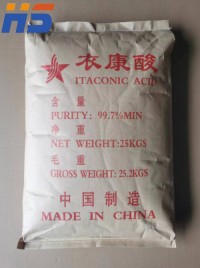 HS
衣康酸
ITACONIC ACID
含量
PURITY: 99.7%MIN
净重
NET WEIGHT:25KGS
毛重
GROSS WEIGHT: 25.2KGS
中国制造
MADE IN CHINA